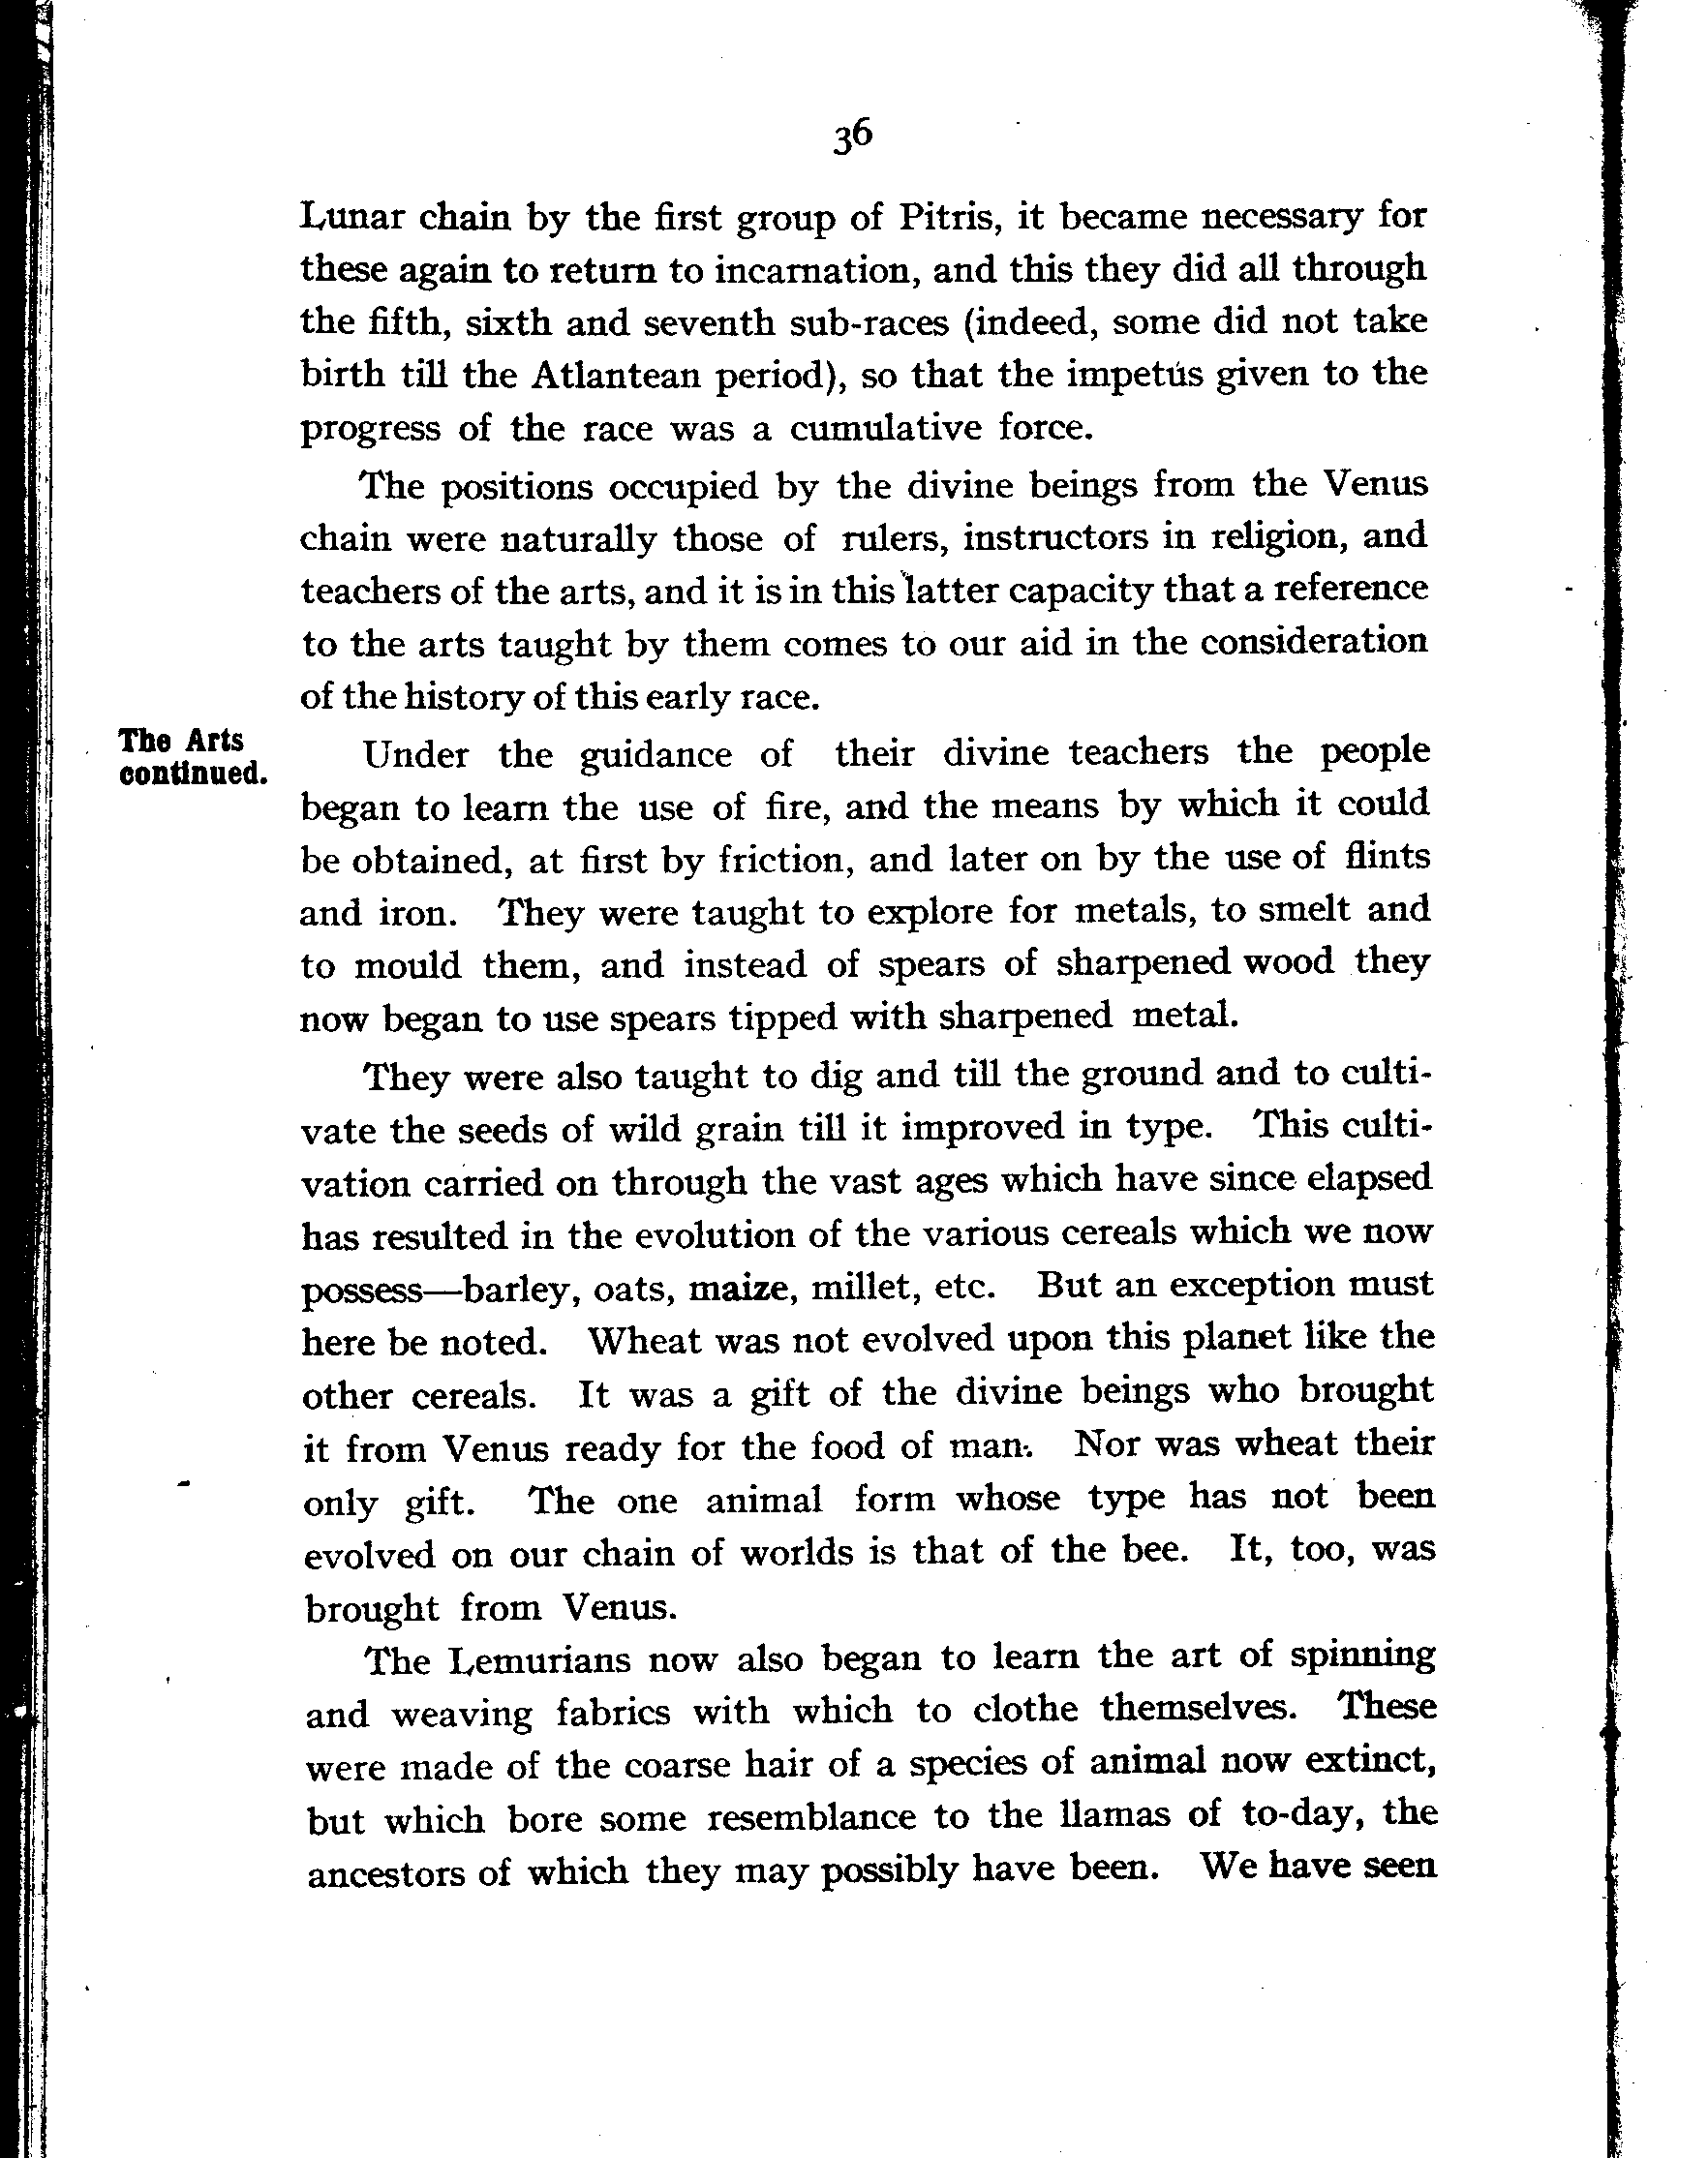 36
Lunar chain by the first group of Pitris, it became necessary for
these again to return to incarnation, and this they did all through
the fifth, sixth and seventh sub-races (indeed, some did not take
birth till the Atlantean period), so that the impetus given to the
progress of the race was a cumulative force.
The positions occupied by the divine beings from the Venus
chain were naturally those of rulers, instructors in religion, and
teachers of the arts, and it is in this latter capacity that a reference
to the arts taught by them comes to our aid in the consideration
of the history of this early race.
The Arts
continued.
Under the guidance of their divine teachers the people
began to learn the use of fire, and the means by which it could
be obtained, at first by friction, and later on by the use of flints
and iron. They were taught to explore for metals, to smelt and
to mould them, and instead of spears of sharpened wood they
now began to use spears tipped with sharpened metal.
They were also taught to dig and till the ground and to culti-
vate the seeds of wild grain till it improved in type. This culti-
vation carried on through the vast ages which have since elapsed
has resulted in the evolution of the various cereals which we now
possess—barley, oats, maize, millet, etc. But an exception must
here be noted. Wheat was not evolved upon this planet like the
other cereals. It was a gift of the divine beings who brought
it from Venus ready for the food of man. Nor was wheat their
only gift. The one animal form whose type has not been
evolved on our chain of worlds is that of the bee. It, too, was
brought from Venus.
The Lemurians now also began to learn the art of spinning
and weaving fabrics with which to clothe themselves. These
were made of the coarse hair of a species of animal now extinct,
but which bore some resemblance to the llamas of to-day, the
ancestors of which they may possibly have been. We have seen